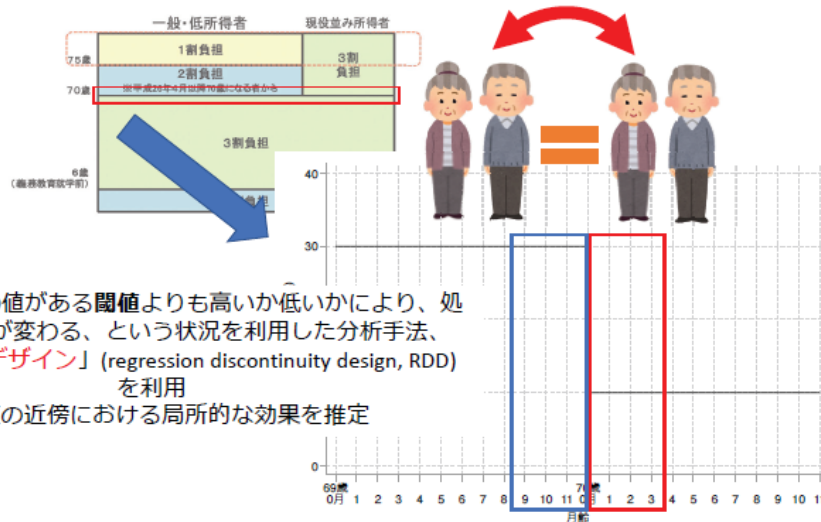 一般・低所得者
現役並み所得者
1割負担
3割
負担
75歳
2割負担
70歳
※平成26年4月以降70歳になる者から
3割負担
6歳
(義務教育就学前)
負担
40
30
値がある閾値よりも高いか低いかにより、処
が変わる、という状況を利用した分析手法、
デザイン」(regression discontinuity design, RDD)
を利用
の近傍における局所的な効果を推定
0
69歳
0月 1 2 3 4 5 6 7 8 9 10 11 0月 1 2 3 4 5 6 7 8 9 10 11
月齢